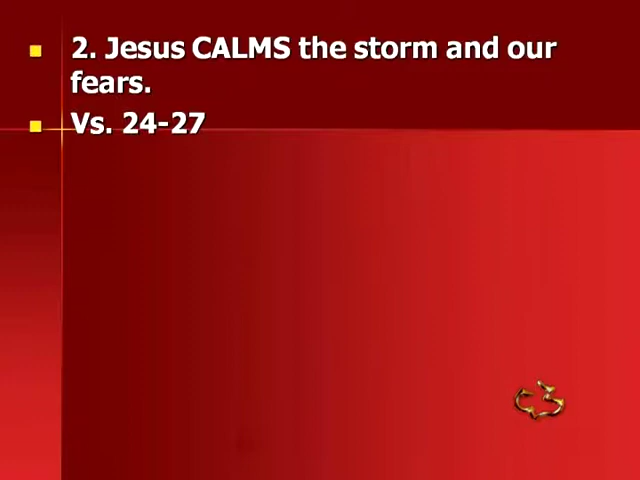 2. Jesus CALMS the storm and our
fears.
Vs. 24-27